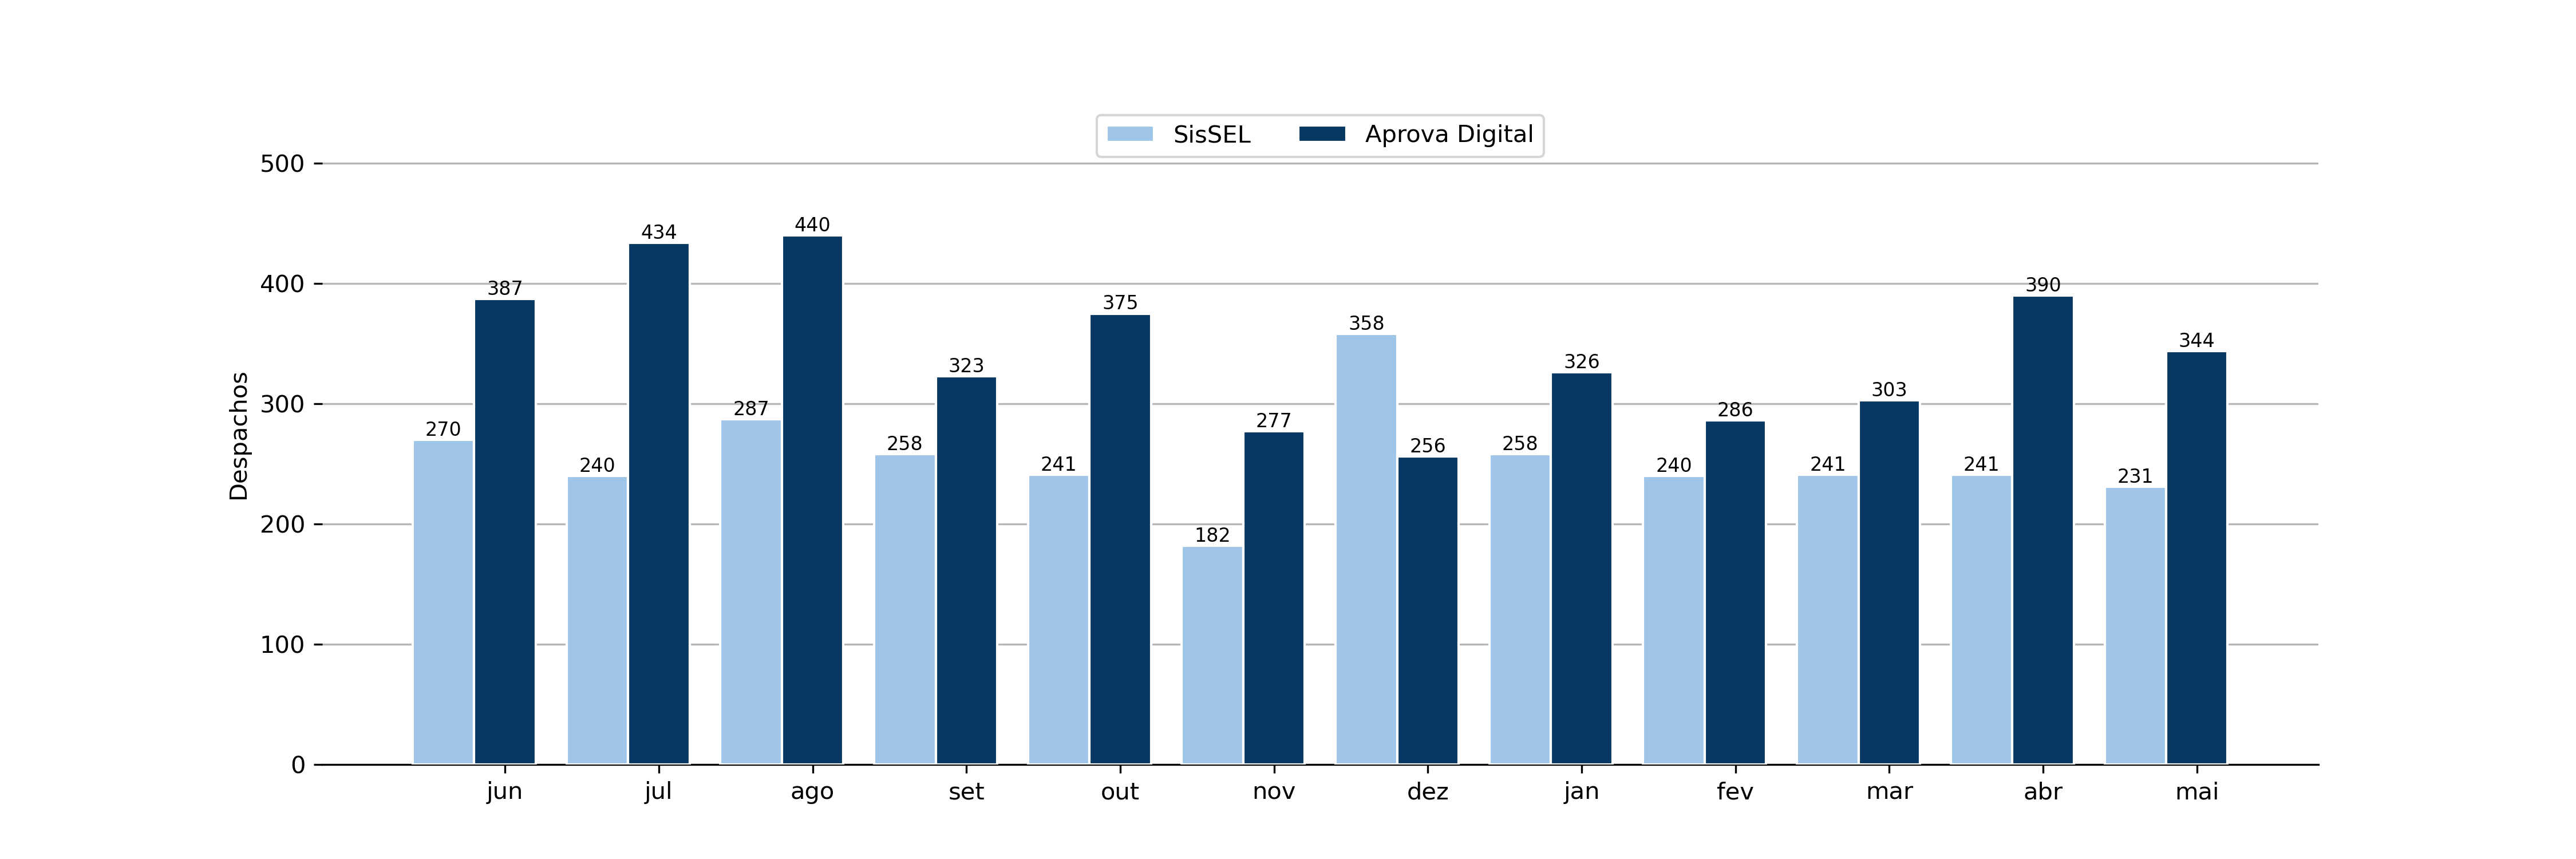 SisSEL Aprova Digital
500
400
300
200
100
0
Despachos
270 387 240 434 287 440 258 323 241 375 182 277 358 256 258 326 240 286 241 303 241 390 231 344
jun jul ago set out nov dez jan fev mar abr mai